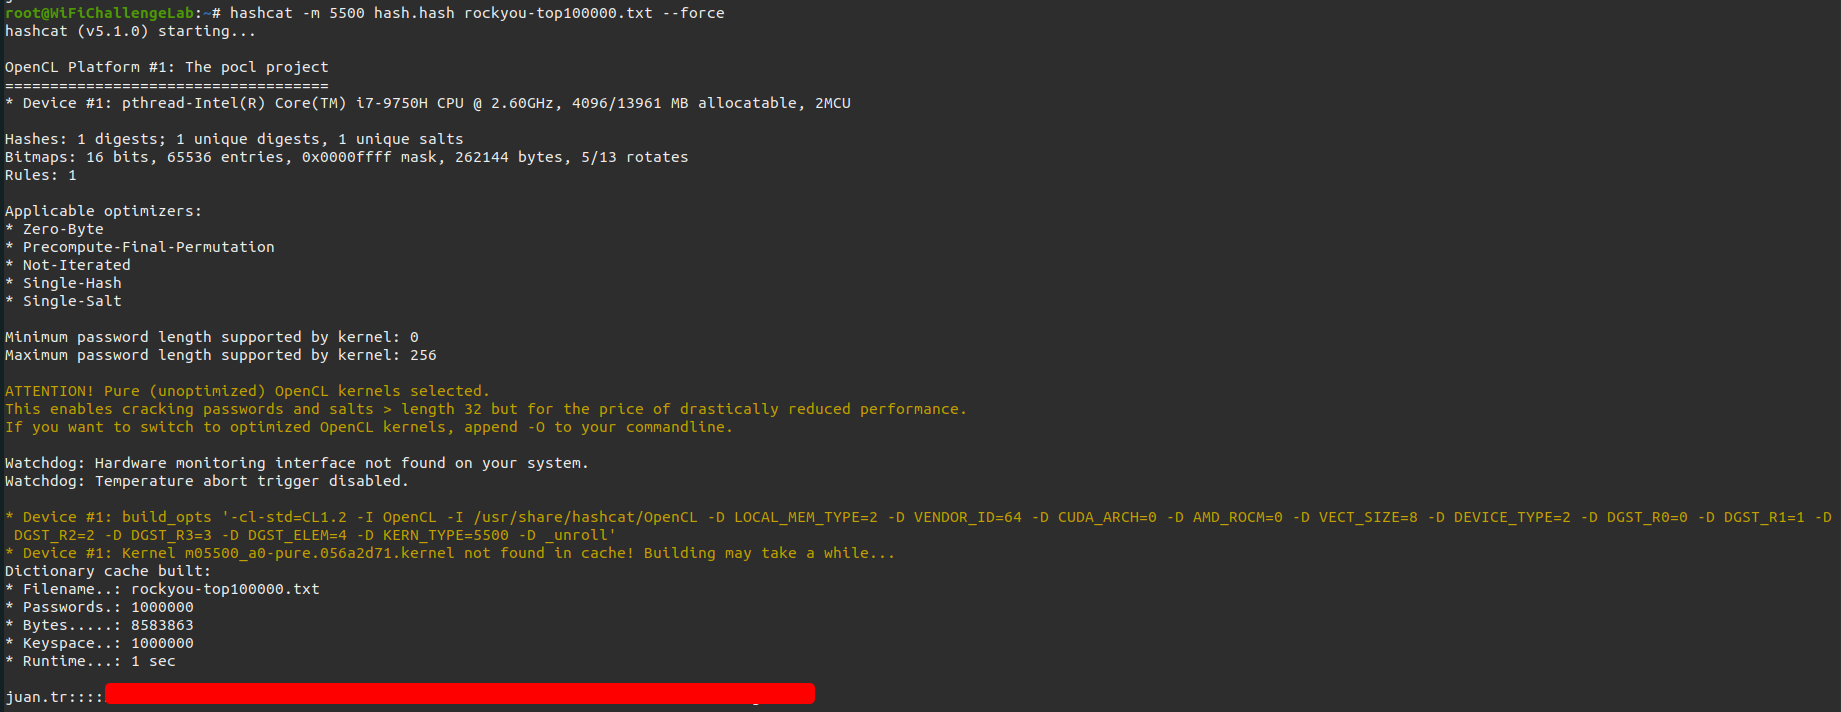 root@WiFiChallengeLab:~# hashcat -m 5500 hash.hash rockyou-top100000.txt --force
hashcat (v5.1.0) starting...
OpenCL Platform #1: The pocl project
====================================
* Device #1: pthread-Intel(R) Core(TM) i7-9750H CPU @ 2.60GHz, 4096/13961 MB allocatable, 2MCU
Hashes: 1 digests; 1 unique digests, 1 unique salts
Bitmaps: 16 bits, 65536 entries, 0x0000ffff mask, 262144 bytes, 5/13 rotates
Rules: 1
Applicable optimizers:
* Zero-Byte
* Precompute-Final-Permutation
* Not-Iterated
* Single-Hash
* Single-Salt
Minimum password length supported by kernel: 0
Maximum password length supported by kernel: 256
ATTENTION! Pure (unoptimized) OpenCL kernels selected.
This enables cracking passwords and salts > length 32 but for the price of drastically reduced performance.
If you want to switch to optimized OpenCL kernels, append -O to your commandline.
Watchdog: Hardware monitoring interface not found on your system.
Watchdog: Temperature abort trigger disabled.
* Device #1: build_opts '-cl-std=CL1.2 -I OpenCL -I /usr/share/hashcat/OpenCL -D LOCAL_MEM_TYPE=2 -D VENDOR_ID=64 -D CUDA_ARCH=0 -D AMD_ROCM=0 -D VECT_SIZE=8 -D DEVICE_TYPE=2 -D DGST_R0=0 -D DGST_R1=1 -D
DGST_R2=2 -D DGST_R3=3 -D DGST_ELEM=4 -D KERN_TYPE=5500 -D _unroll'
* Device #1: Kernel m05500_a0-pure.056a2d71.kernel not found in cache! Building may take a while...
Dictionary cache built:
* Filename..: rockyou-top100000.txt
* Passwords.: 1000000
* Bytes.....: 8583863
* Keyspace..: 1000000
* Runtime...: 1 sec
juan.tr::::